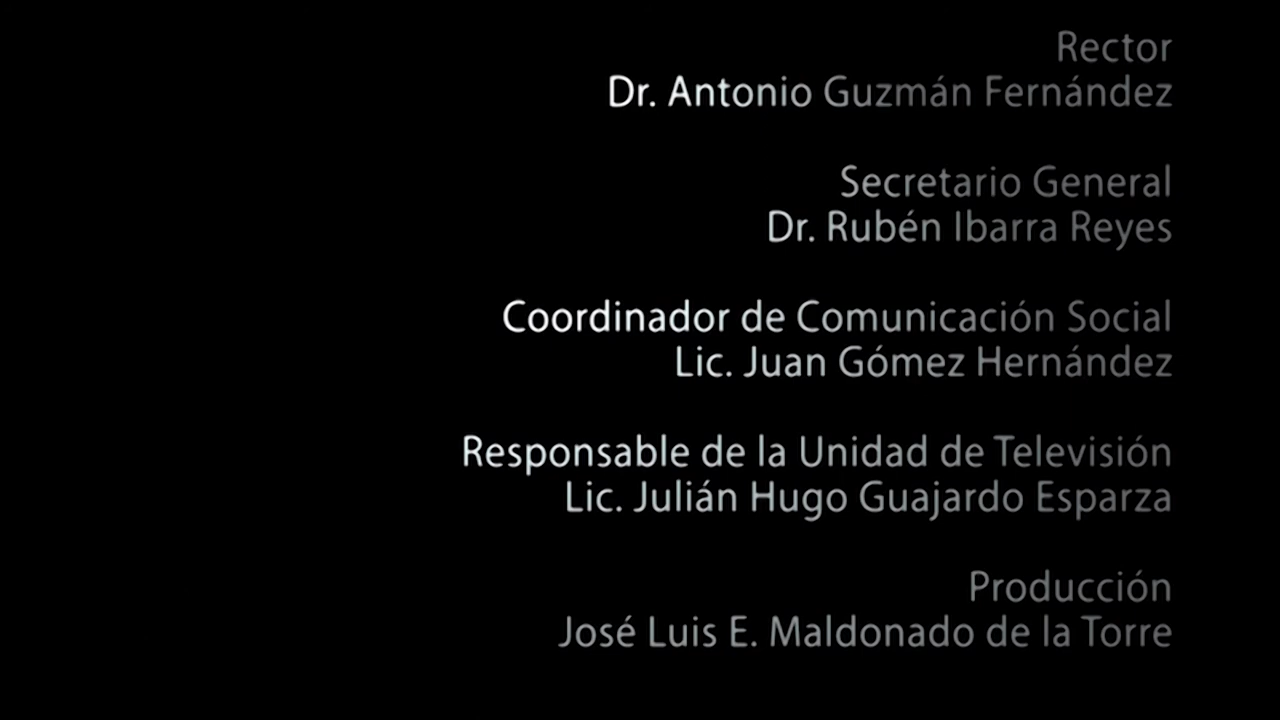 Rector
Dr. Antonio Guzmán Fernández
Secretario General
Dr. Rubén Ibarra Reyes
Coordinador de Comunicación Social
Lic. Juan Gómez Hernández
Responsable de la Unidad de Televisión
Lic. Julián Hugo Guajardo Esparza
Producción
José Luis E. Maldonado de la Torre